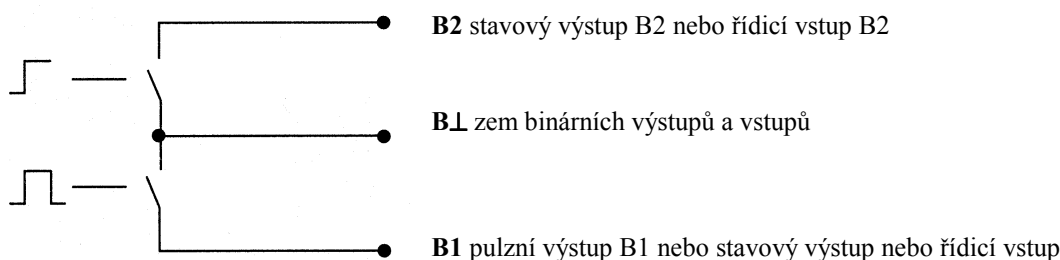 B2 stavový výstup B2 nebo řídicí vstup B2
B⊥ zem binárních výstupů a vstupů
B1 pulzní výstup B1 nebo stavový výstup nebo řídicí vstup